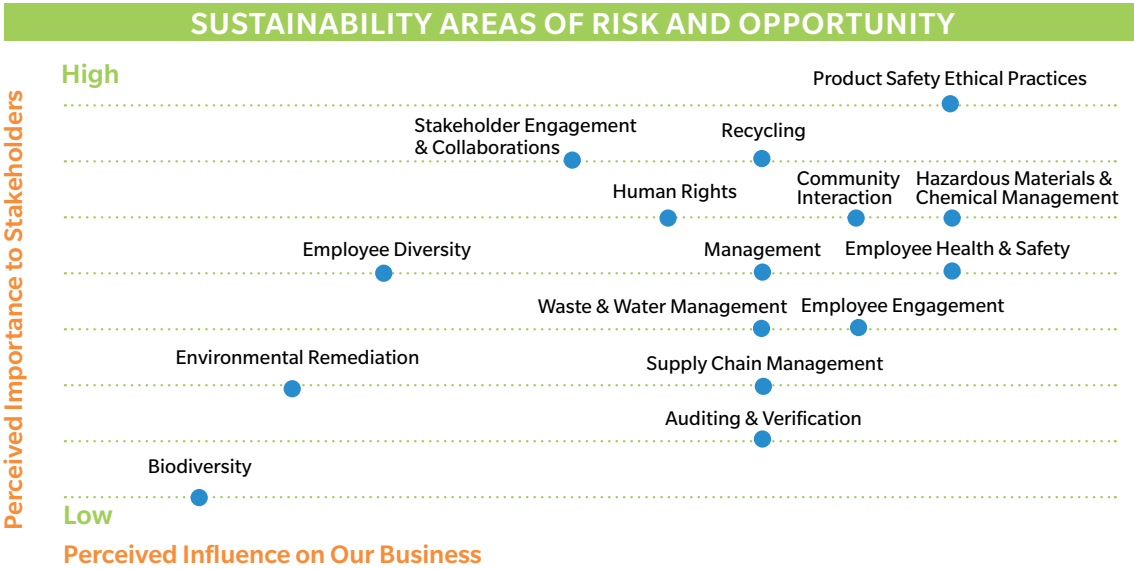 SUSTAINABILITY AREAS OF RISK AND OPPORTUNITY
High
Perceived Importance to Stakeholders
Product Safety Ethical Practices
Stakeholder Engagement
& Collaborations
Recycling
Human Rights
Community
Interaction
Hazardous Materials &
Chemical Management
Employee Diversity
Management
Employee Health & Safety
Waste & Water Management
Employee Engagement
Environmental Remediation
Supply Chain Management
Auditing & Verification
Biodiversity
Low
Perceived Influence on Our Business